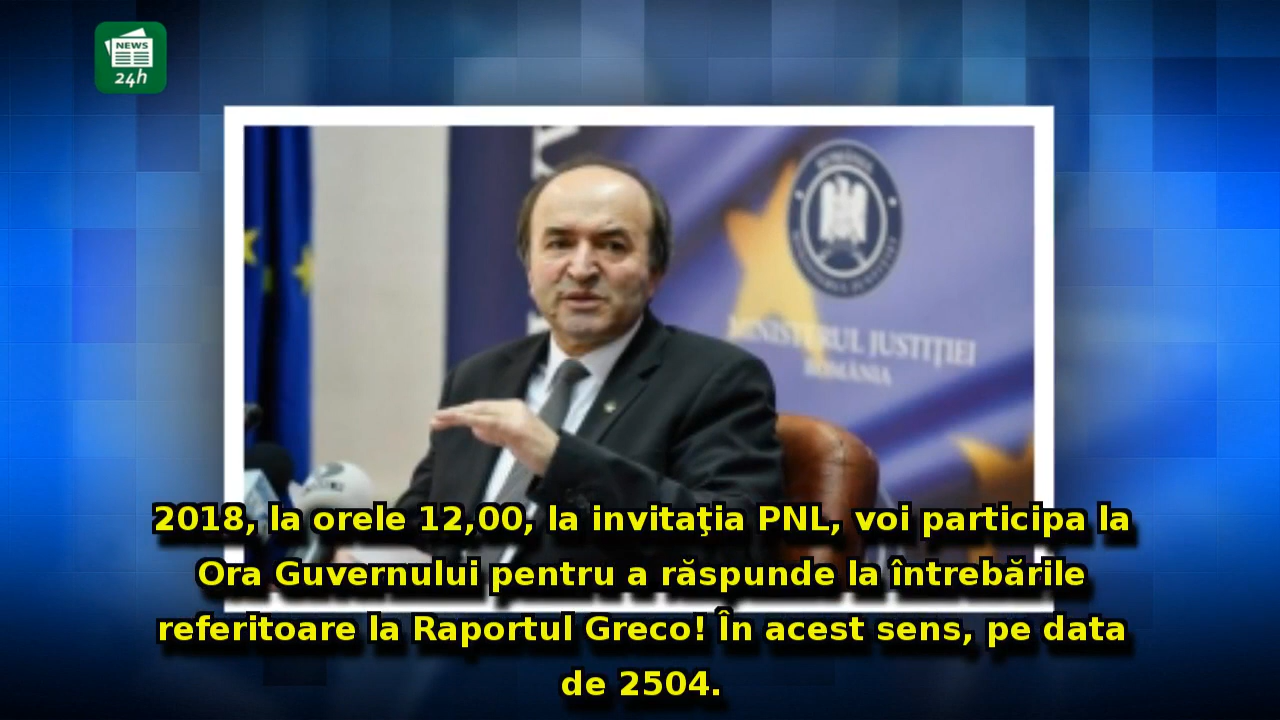 NEWS
24h
ROMÂNIA
MINISTERUL JUSTIŢIEI
ROMÂNIA
2018, la orele 12,00, la invitaţia PNL, voi participa la
Ora Guvernului pentru a răspunde la întrebările
referitoare la Raportul Greco! În acest sens, pe data
de 2504.